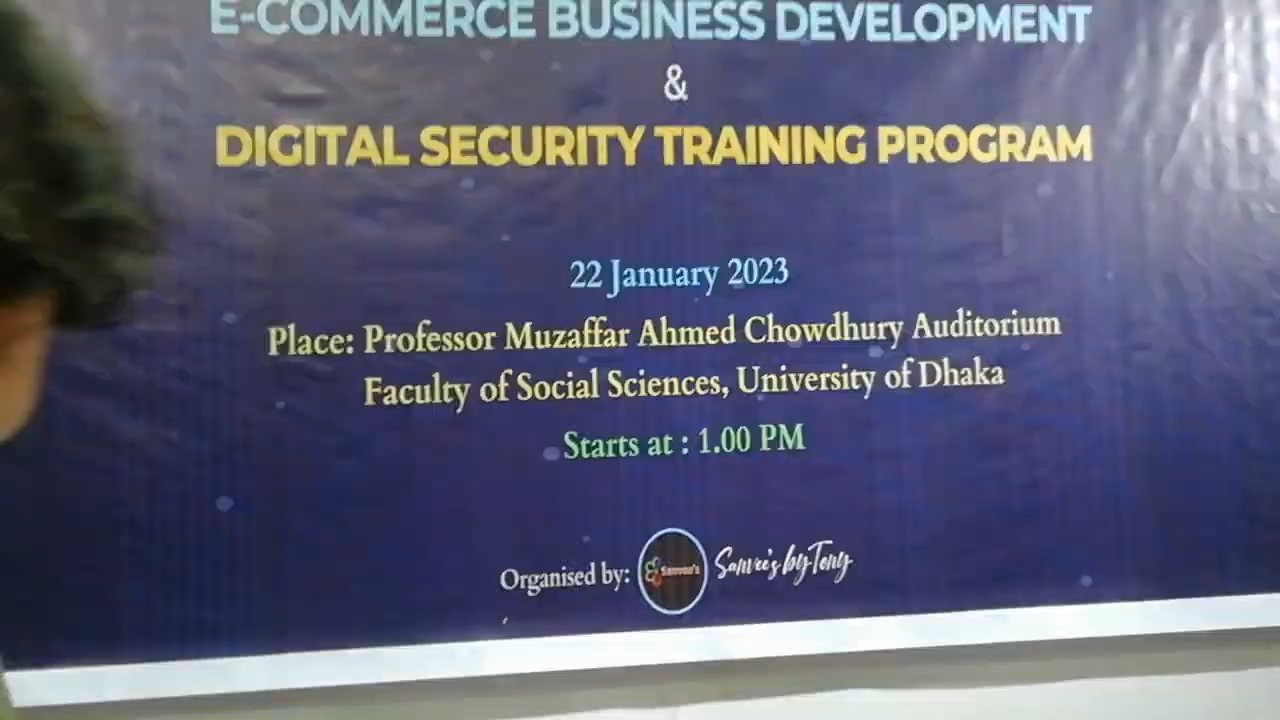 E-COMMERCE BUSINESS DEVELOPMENT
&
DIGITAL SECURITY TRAINING PROGRAM
22 January 2023
Place: Professor Muzaffar Ahmed Chowdhury Auditorium
Faculty of Social Sciences, University of Dhaka
Starts at : 1.00 PM
Organised by: Sanvee's by Tony